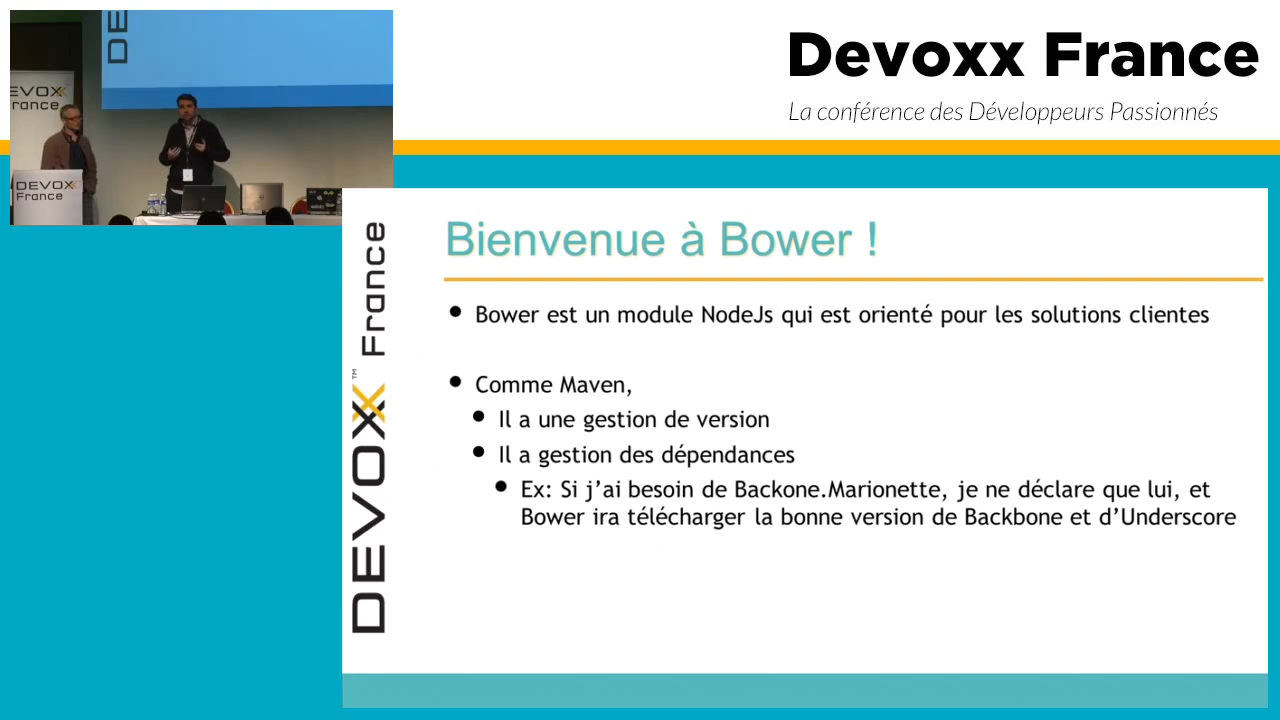 Devoxx France
La conférence des Développeurs Passionnés
DE
DEVOXX
France
DEVOXX
France
DEVOXX™ France
Bienvenue à Bower !
• Bower est un module NodeJs qui est orienté pour les solutions clientes
• Comme Maven,
• Il a une gestion de version
• Il a gestion des dépendances
• Ex: Si j’ai besoin de Backone.Marionette, je ne déclare que lui, et
Bower ira télécharger la bonne version de Backbone et d’Underscore